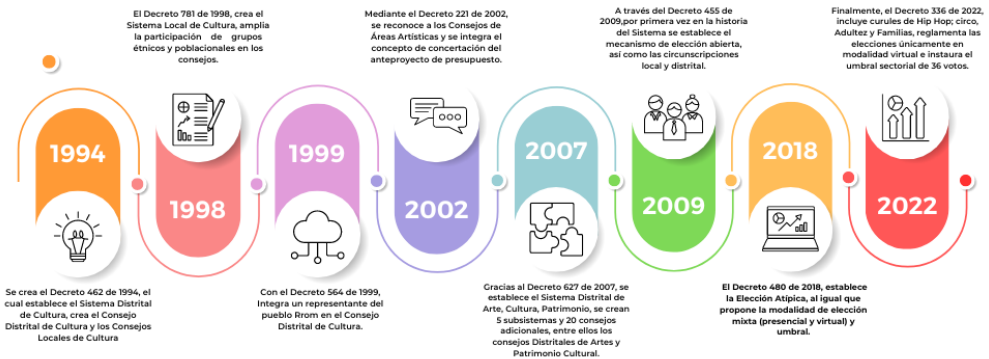 1994
Se crea el Decreto 462 de 1994, el
cual establece el Sistema Distrital
de Cultura, crea el Consejo
Distrital de Cultura y los Consejos
Locales de Cultura
El Decreto 781 de 1998, crea el
Sistema Local de Cultura, amplia
la participación de grupos
étnicos y poblacionales en los
consejos.
1998
1999
Con el Decreto 564 de 1999,
Integra un representante del
pueblo Rrom en el Consejo
Distrital de Cultura.
Mediante el Decreto 221 de 2002,
se reconoce a los Consejos de
Áreas Artísticas y se integra el
concepto de concertación del
anteproyecto de presupuesto.
2002
2007
Gracias al Decreto 627 de 2007, se
establece el Sistema Distrital de
Arte, Cultura, Patrimonio, se crean
5 subsistemas y 20 consejos
adicionales, entre ellos los
consejos Distritales de Artes y
Patrimonio Cultural.
A través del Decreto 455 de
2009,por primera vez en la historia
del Sistema se establece el
mecanismo de elección abierta,
así como las circunscripciones
local y distrital.
2009
2018
El Decreto 480 de 2018, establece
la Elección Atípica, al igual que
propone la modalidad de elección
mixta (presencial y virtual) y
umbral.
Finalmente, el Decreto 336 de 2022,
incluye curules de Hip Hop; circo,
Adultez y Familias, reglamenta las
elecciones únicamente en
modalidad virtual e instaura el
umbral sectorial de 36 votos.
2022